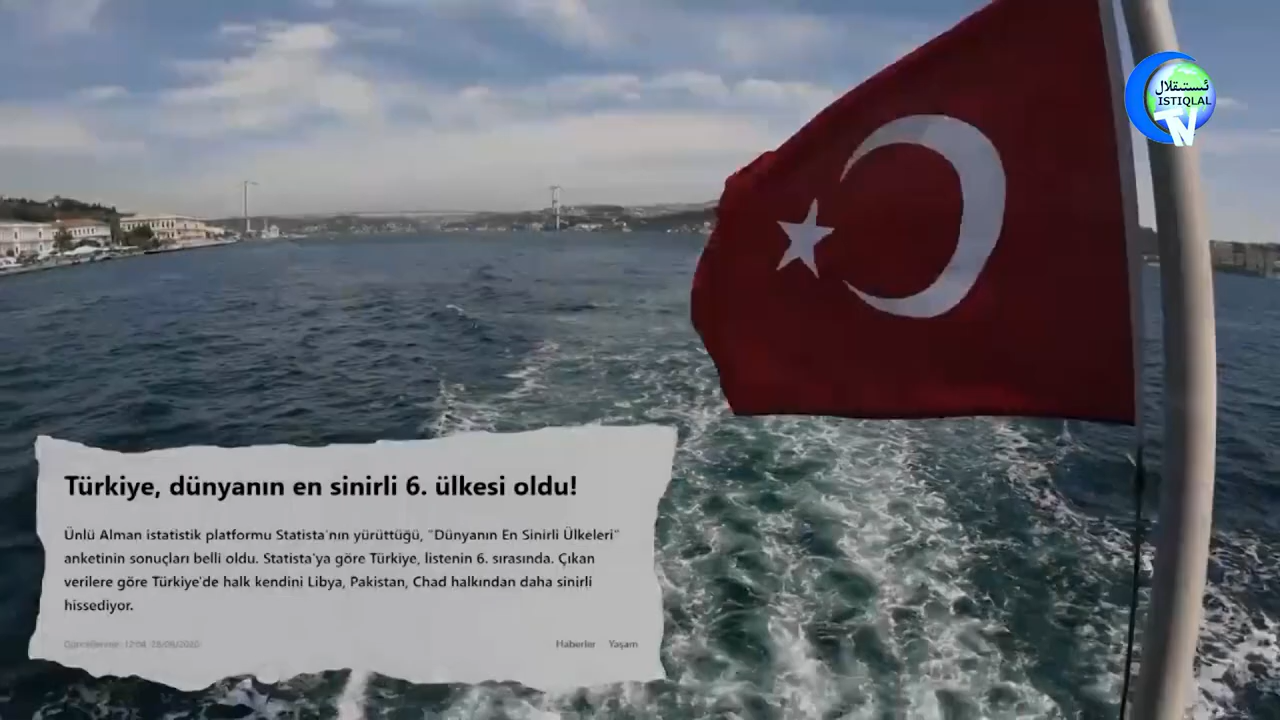 ئىستىقلال
ISTIQLAL
TV
Türkiye, dünyanın en sinirli 6. ülkesi oldu!
Ünlü Alman istatistik platformu Statista'nın yürüttüğü, "Dünyanın En Sinirli Ülkeleri"
anketinin sonuçları belli oldu. Statista'ya göre Türkiye, listenin 6. sırasında. Çıkan
verilere göre Türkiye'de halk kendini Libya, Pakistan, Chad halkından daha sinirli
hissediyor.
Haberler Yaşam